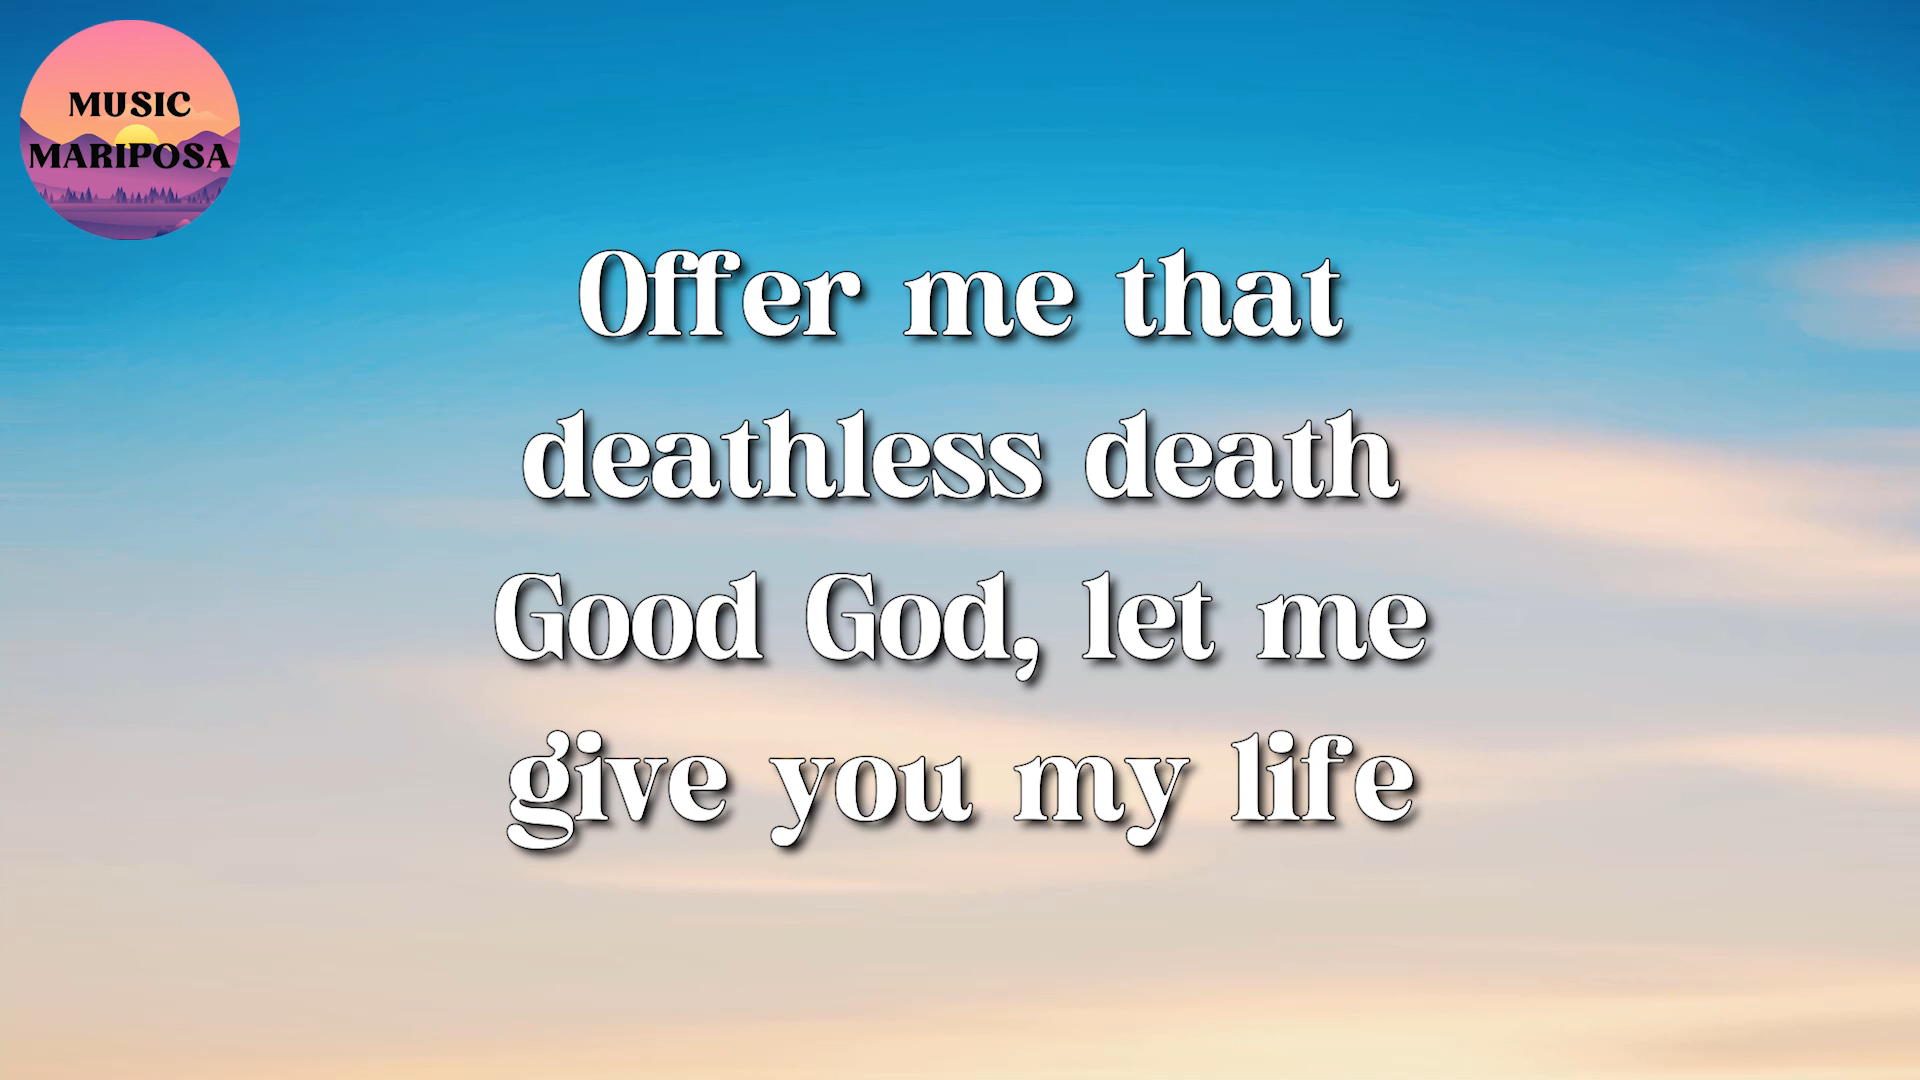 MUSIC
MARIPOSA
Offer me that
deathless death
Good God, let me
give you my life